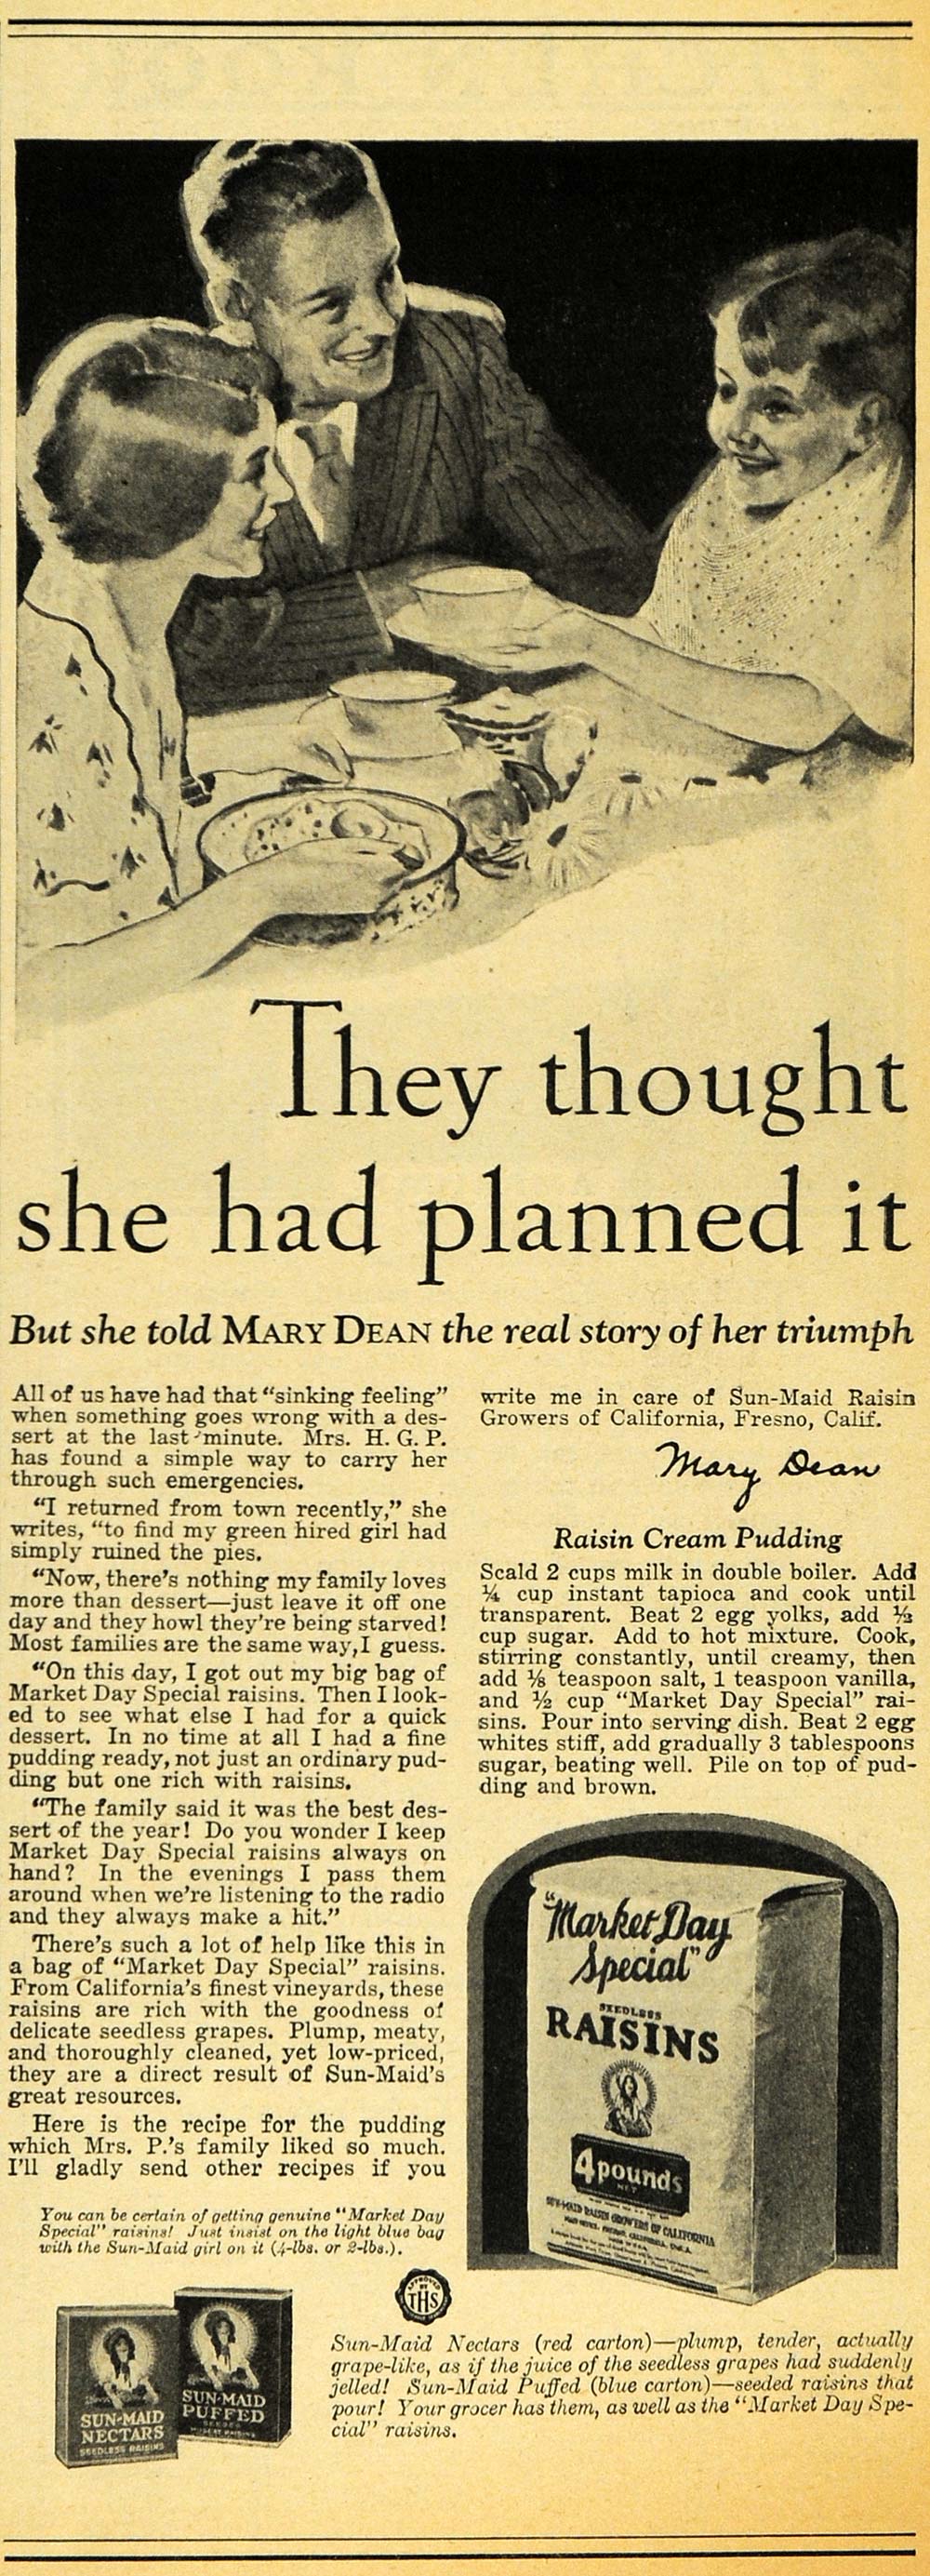 They thought
she had planned it
But she told MARY DEAN the real story of her triumph
All of us have had that “sinking feeling”
when something goes wrong with a des-
sert at the last minute. Mrs. H. G. P.
has found a simple way to carry her
through such emergencies.
“I returned from town recently,” she
writes, “to find my green hired girl had
simply ruined the pies.
“Now, there’s nothing my family loves
more than dessert—just leave it off one
day and they howl they’re being starved!
Most families are the same way, I guess.
“On this day, I got out my big bag of
Market Day Special raisins. Then I look-
ed to see what else I had for a quick
dessert. In no time at all I had a fine
pudding ready, not just an ordinary pud-
ding but one rich with raisins.
“The family said it was the best des-
sert of the year! Do you wonder I keep
Market Day Special raisins always on
hand? In the evenings I pass them
around when we’re listening to the radio
and they always make a hit.”
There’s such a lot of help like this in
a bag of “Market Day Special” raisins.
From California’s finest vineyards, these
raisins are rich with the goodness of
delicate seedless grapes. Plump, meaty,
and thoroughly cleaned, yet low-priced,
they are a direct result of Sun-Maid’s
great resources.
Here is the recipe for the pudding
which Mrs. P.’s family liked so much.
I’ll gladly send other recipes if you
write me in care of Sun-Maid Raisin
Growers of California, Fresno, Calif.
Mary Dean
Raisin Cream Pudding
Scald 2 cups milk in double boiler. Add
¼ cup instant tapioca and cook until
transparent. Beat 2 egg yolks, add ½
cup sugar. Add to hot mixture. Cook,
stirring constantly, until creamy, then
add ⅛ teaspoon salt, 1 teaspoon vanilla,
and ½ cup “Market Day Special” rai-
sins. Pour into serving dish. Beat 2 egg
whites stiff, add gradually 3 tablespoons
sugar, beating well. Pile on top of pud-
ding and brown.
“Market Day
Special”
SEEDLESS
RAISINS
4 pounds
NET
SUN-MAID RAISIN GROWERS OF CALIFORNIA
You can be certain of getting genuine “Market Day
Special” raisins! Just insist on the light blue bag
with the Sun-Maid girl on it (4-lbs. or 2-lbs.).
APPROVED
BY
THS
SUN-MAID
NECTARS
SEEDLESS RAISINS
SUN-MAID
PUFFED
SEEDED
MUSCAT RAISINS
Sun-Maid Nectars (red carton)—plump, tender, actually
grape-like, as if the juice of the seedless grapes had suddenly
jelled! Sun-Maid Puffed (blue carton)—seeded raisins that
pour! Your grocer has them, as well as the “Market Day Spe-
cial” raisins.